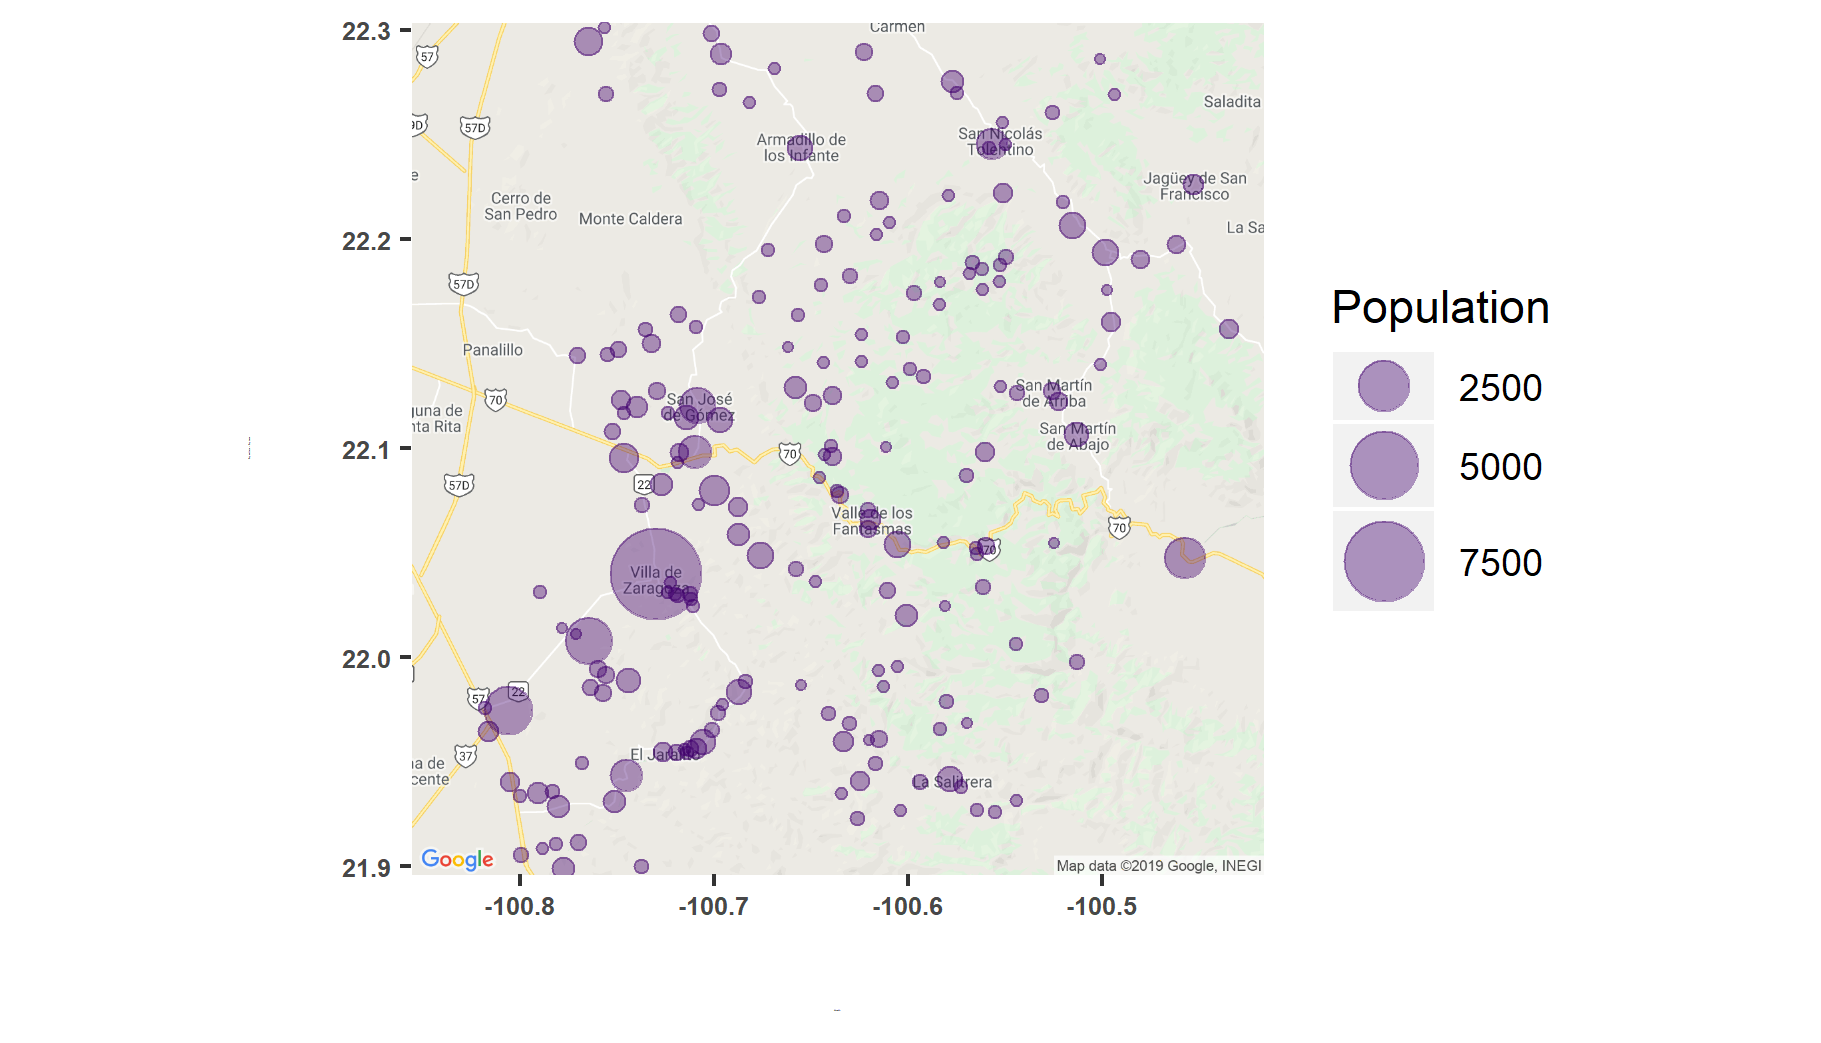 22.3
22.2
22.1
22.0
21.9
-100.8
-100.7
-100.6
-100.5
Carmen
57
Saladita
9D
57D
Armadillo de
los Infante
San Nicolás
Tolentino
e
Jagüey de San
Francisco
Cerro de
San Pedro
Monte Caldera
La Sa
57D
Panalillo
70
San José
de Gómez
San Martín
de Arriba
guna de
nta Rita
San Martín
de Abajo
70
22
57D
Valle de los
Fantasmas
70
70
Villa de
Zaragoza
57
22
37
El Jaralito
na de
cente
La Salitrera
Google
Map data ©2019 Google, INEGI
Population
2500
5000
7500